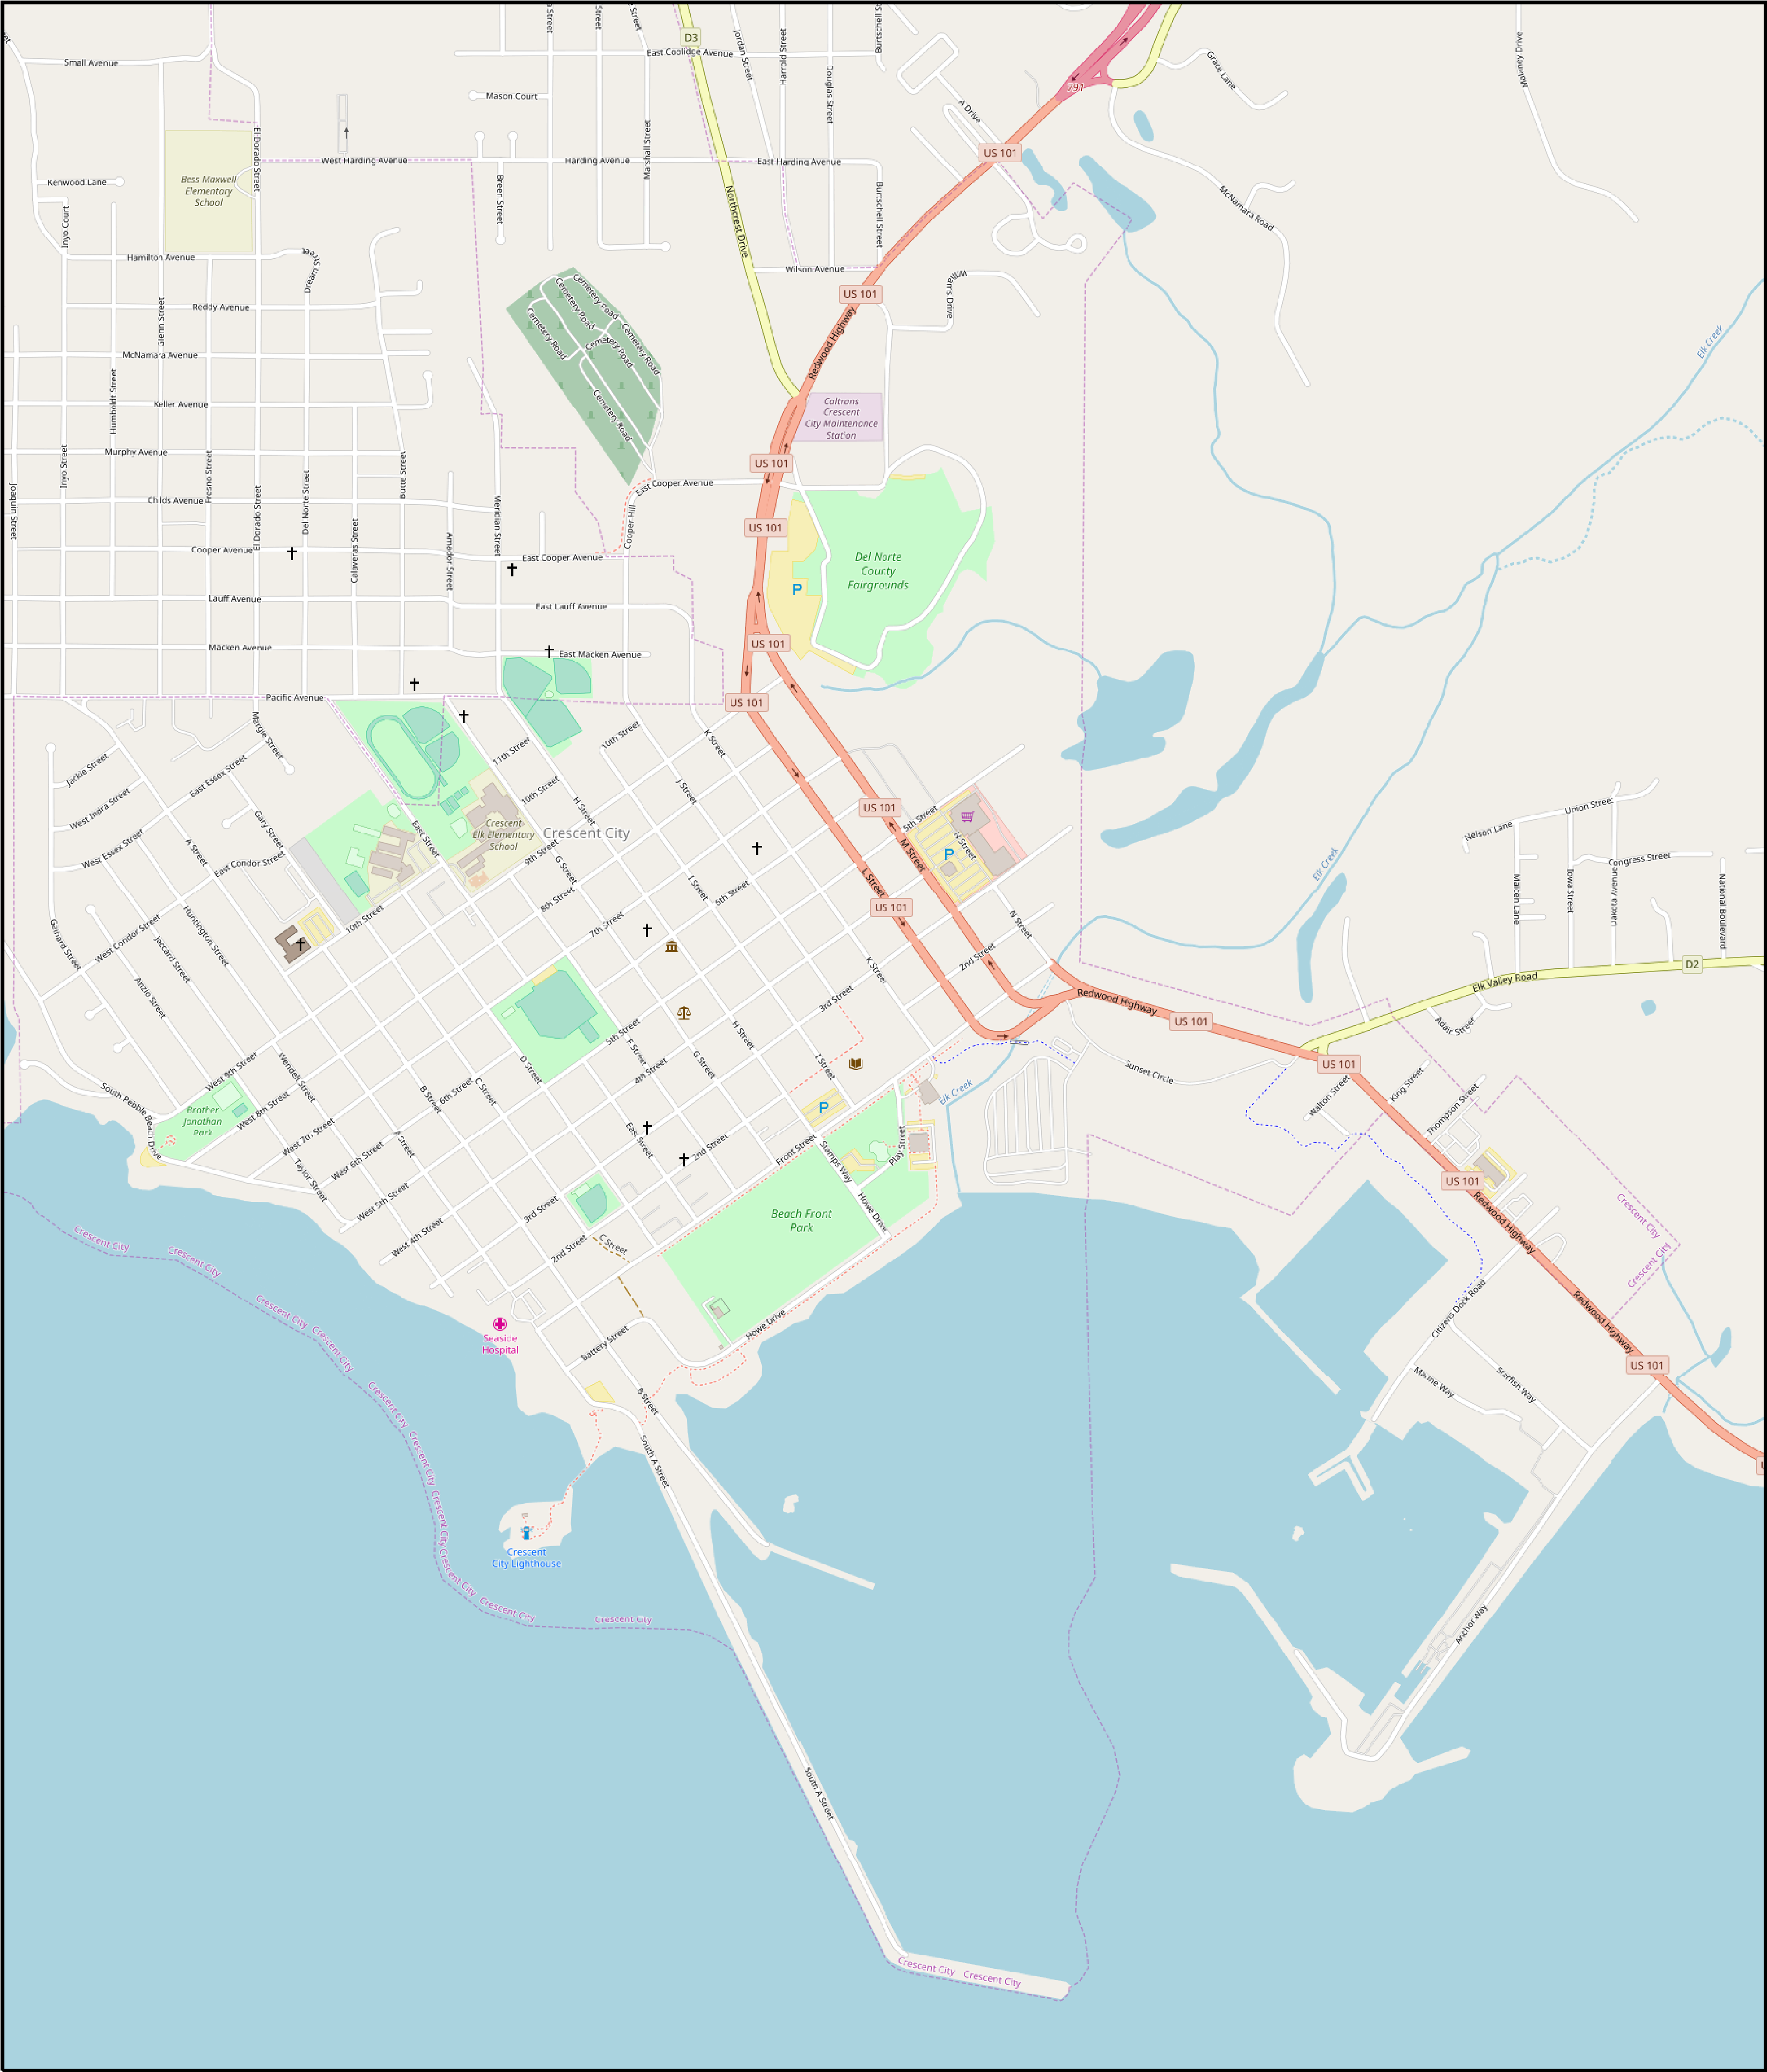 D3
East Coolidge Avenue
Small Avenue
Jordan Street
Harrold Street
Douglas Street
Grace Lane
Malnby Drive
291
Mason Court
A Drive
El Dorado Street
Marshall Street
West Harding Avenue
Harding Avenue
East Harding Avenue
US 101
Kenwood Lane
Bess Maxwell
Elementary
School
Breen Street
Northcrest Drive
Burtschell Street
McNamara Road
Inyo Court
Hamilton Avenue
Dream Street
Wilson Avenue
US 101
Williams Drive
Reddy Avenue
Glenn Street
Cemetery Road
Cemetery Road
Cemetery Road
Cemetery Road
Cemetery Road
Cemetery Road
Cemetery Road
Redwood Highway
Elk Creek
McNamara Avenue
Humboldt Street
Keller Avenue
Caltrans
Crescent
City Maintenance
Station
Murphy Avenue
Inyo Street
Fresno Street
US 101
East Cooper Avenue
Childs Avenue
El Dorado Street
Del Norte Street
Butte Street
Meridian Street
Joaquin Street
Cooper Hill
US 101
Cooper Avenue
Calaveras Street
Amador Street
East Cooper Avenue
Del Norte
County
Fairgrounds
P
Lauff Avenue
East Lauff Avenue
Macken Avenue
East Macken Avenue
US 101
Pacific Avenue
US 101
Margie Street
11th Street
10th Street
K Street
Jackie Street
East Essex Street
West Indra Street
10th Street
J Street
H Street
US 101
5th Street
Union Street
Nelson Lane
Gary Street
West Essex Street
A Street
East Street
Crescent
Elk Elementary
School
Crescent City
9th Street
G Street
M Street
N Street
P
East Condor Street
Congress Street
Elk Creek
L Street
I Street
6th Street
8th Street
US 101
Maiden Lane
Iowa Street
National Boulevard
Huntington Street
10th Street
7th Street
N Street
Gainard Street
West Condor Street
Jaccard Street
2nd Street
K Street
D2
Elk Valley Road
Anzio Street
3rd Street
Redwood Highway
US 101
Adair Street
5th Street
H Street
F Street
G Street
4th Street
I Street
D Street
West 9th Street
Wendell Street
C Street
6th Street
B Street
Sunset Circle
US 101
King Street
Walton Street
Thompson Street
South Pebble Beach Drive
Brother
Jonathan
Park
West 8th Street
P
Elk Creek
West 7th Street
A Street
West 6th Street
East Street
2nd Street
Front Street
Stamps Way
Play Street
Taylor Street
West 5th Street
3rd Street
Beach Front
Park
Howe Drive
US 101
Redwood Highway
Crescent City
Crescent City
West 4th Street
2nd Street
C Street
Crescent City
Crescent City
Crescent City
Crescent City
Seaside
Hospital
Battery Street
Howe Drive
Citizens Dock Road
Redwood Highway
US 101
Marine Way
Starfish Way
B Street
South A Street
Crescent City
Crescent City
Crescent City
Crescent City
Crescent City
Crescent City
Crescent
City Lighthouse
Anchor Way
South A Street
Crescent City
Crescent City